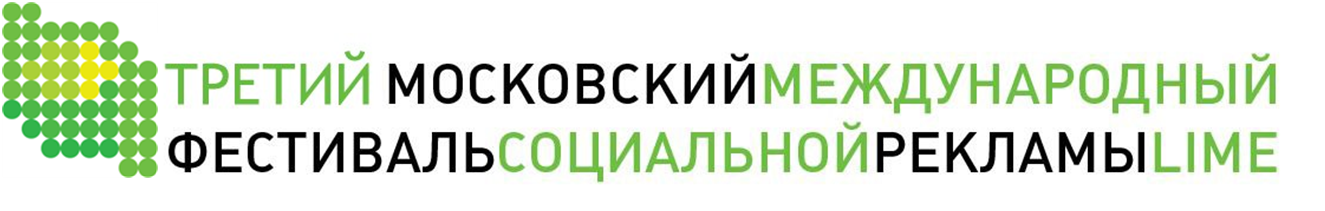 ТРЕТИЙ МОСКОВСКИЙМЕЖДУНАРОДНЫЙ
ФЕСТИВАЛЬСОЦИАЛЬНОЙРЕКЛАМЫLIME